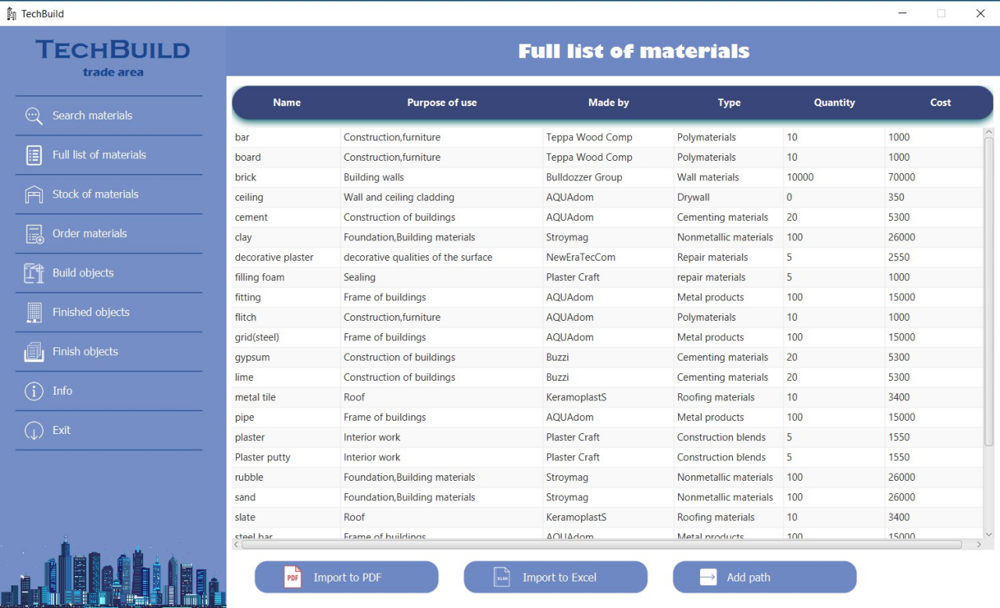 TechBuild
TECHBUILD
trade area
Search materials
Full list of materials
Stock of materials
Order materials
Build objects
Finished objects
Finish objects
Info
Exit
Full list of materials
Name Purpose of use Made by Type Quantity Cost
bar Construction,furniture Teppa Wood Comp Polymaterials 10 1000
board Construction,furniture Teppa Wood Comp Polymaterials 10 1000
brick Building walls Bulldozzer Group Wall materials 10000 70000
ceiling Wall and ceiling cladding AQUAdom Drywall 0 350
cement Construction of buildings AQUAdom Cementing materials 20 5300
clay Foundation,Building materials Stroymag Nonmetallic materials 100 26000
decorative plaster decorative qualities of the surface NewEraTecCom Repair materials 5 2550
filling foam Sealing Plaster Craft repair materials 5 1000
fitting Frame of buildings AQUAdom Metal products 100 15000
flitch Construction,furniture AQUAdom Polymaterials 10 1000
grid(steel) Frame of buildings AQUAdom Metal products 100 15000
gypsum Construction of buildings Buzzi Cementing materials 20 5300
lime Construction of buildings Buzzi Cementing materials 20 5300
metal tile Roof KeramoplastS Roofing materials 10 3400
pipe Frame of buildings AQUAdom Metal products 100 15000
plaster Interior work Plaster Craft Construction blends 5 1550
Plaster putty Interior work Plaster Craft Construction blends 5 1550
rubble Foundation,Building materials Stroymag Nonmetallic materials 100 26000
sand Foundation,Building materials Stroymag Nonmetallic materials 100 26000
slate Roof KeramoplastS Roofing materials 10 3400
steel bar Frame of buildings AQUAdom Metal products 100 15000
PDF Import to PDF
XLSX Import to Excel
Add path